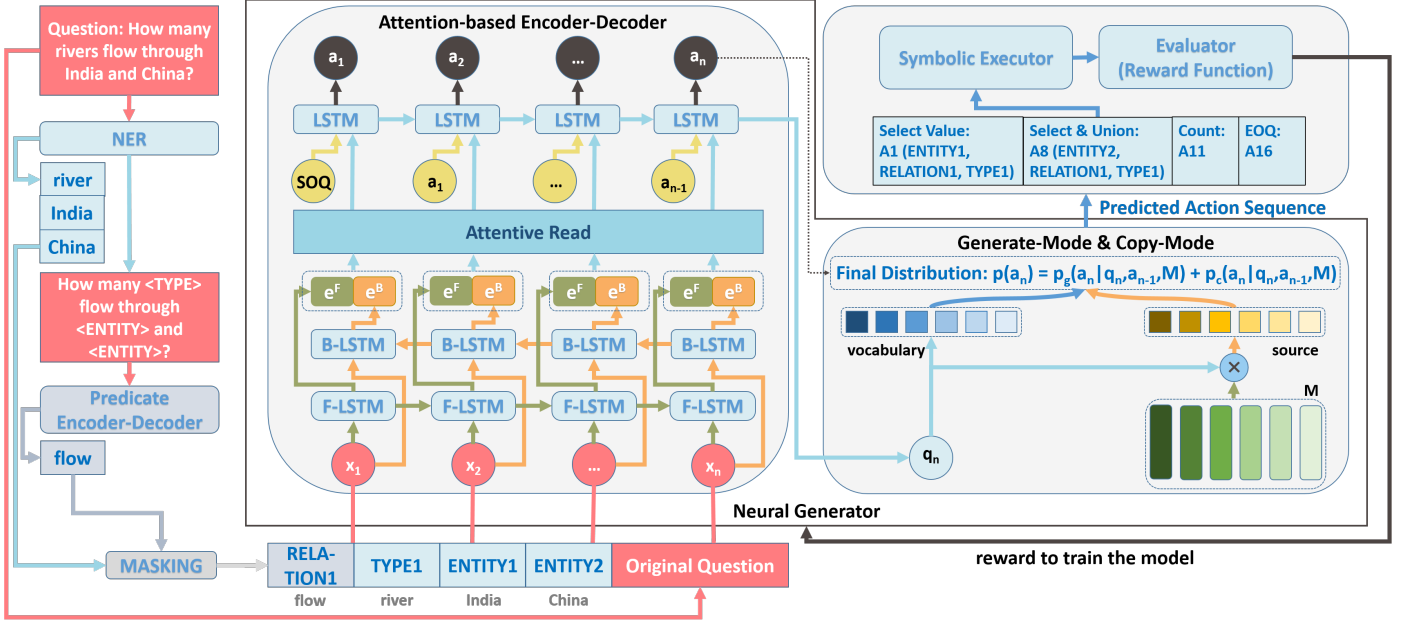 Question: How many
rivers flow through
India and China?
NER
river
India
China
How many <TYPE>
flow through
<ENTITY> and
<ENTITY>?
Predicate
Encoder-Decoder
flow
MASKING
RELA-
TION1
TYPE1
ENTITY1
ENTITY2
Original Question
flow
river
India
China
Attention-based Encoder-Decoder
a1
a2
...
an
LSTM
LSTM
LSTM
LSTM
SOQ
a1
...
an-1
Attentive Read
eF
eB
eF
eB
eF
eB
eF
eB
B-LSTM
B-LSTM
B-LSTM
B-LSTM
F-LSTM
F-LSTM
F-LSTM
F-LSTM
x1
x2
...
xn
Neural Generator
Symbolic Executor
Evaluator
(Reward Function)
Select Value:
A1 (ENTITY1,
RELATION1, TYPE1)
Select & Union:
A8 (ENTITY2,
RELATION1, TYPE1)
Count:
A11
EOQ:
A16
Predicted Action Sequence
Generate-Mode & Copy-Mode
Final Distribution: p(an) = pg(an|qn,an-1,M) + pc(an|qn,an-1,M)
vocabulary
source
×
M
qn
reward to train the model